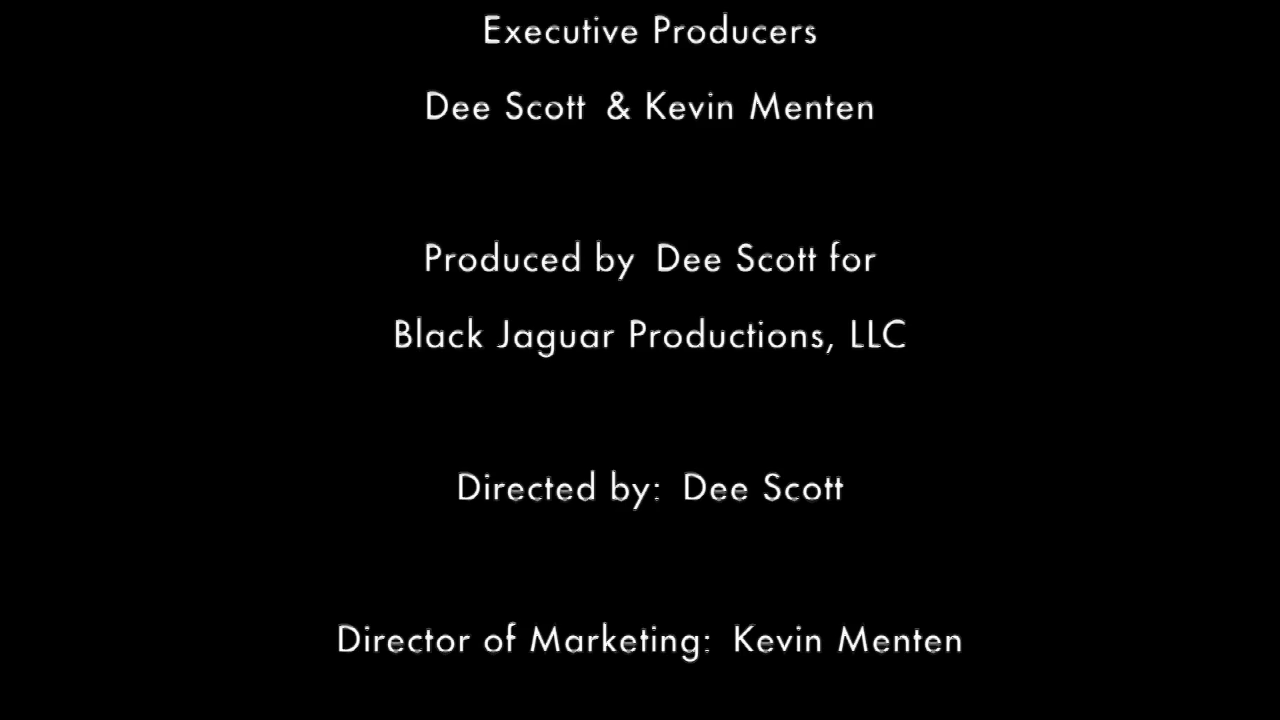 Executive Producers
Dee Scott & Kevin Menten
Produced by Dee Scott for
Black Jaguar Productions, LLC
Directed by: Dee Scott
Director of Marketing: Kevin Menten